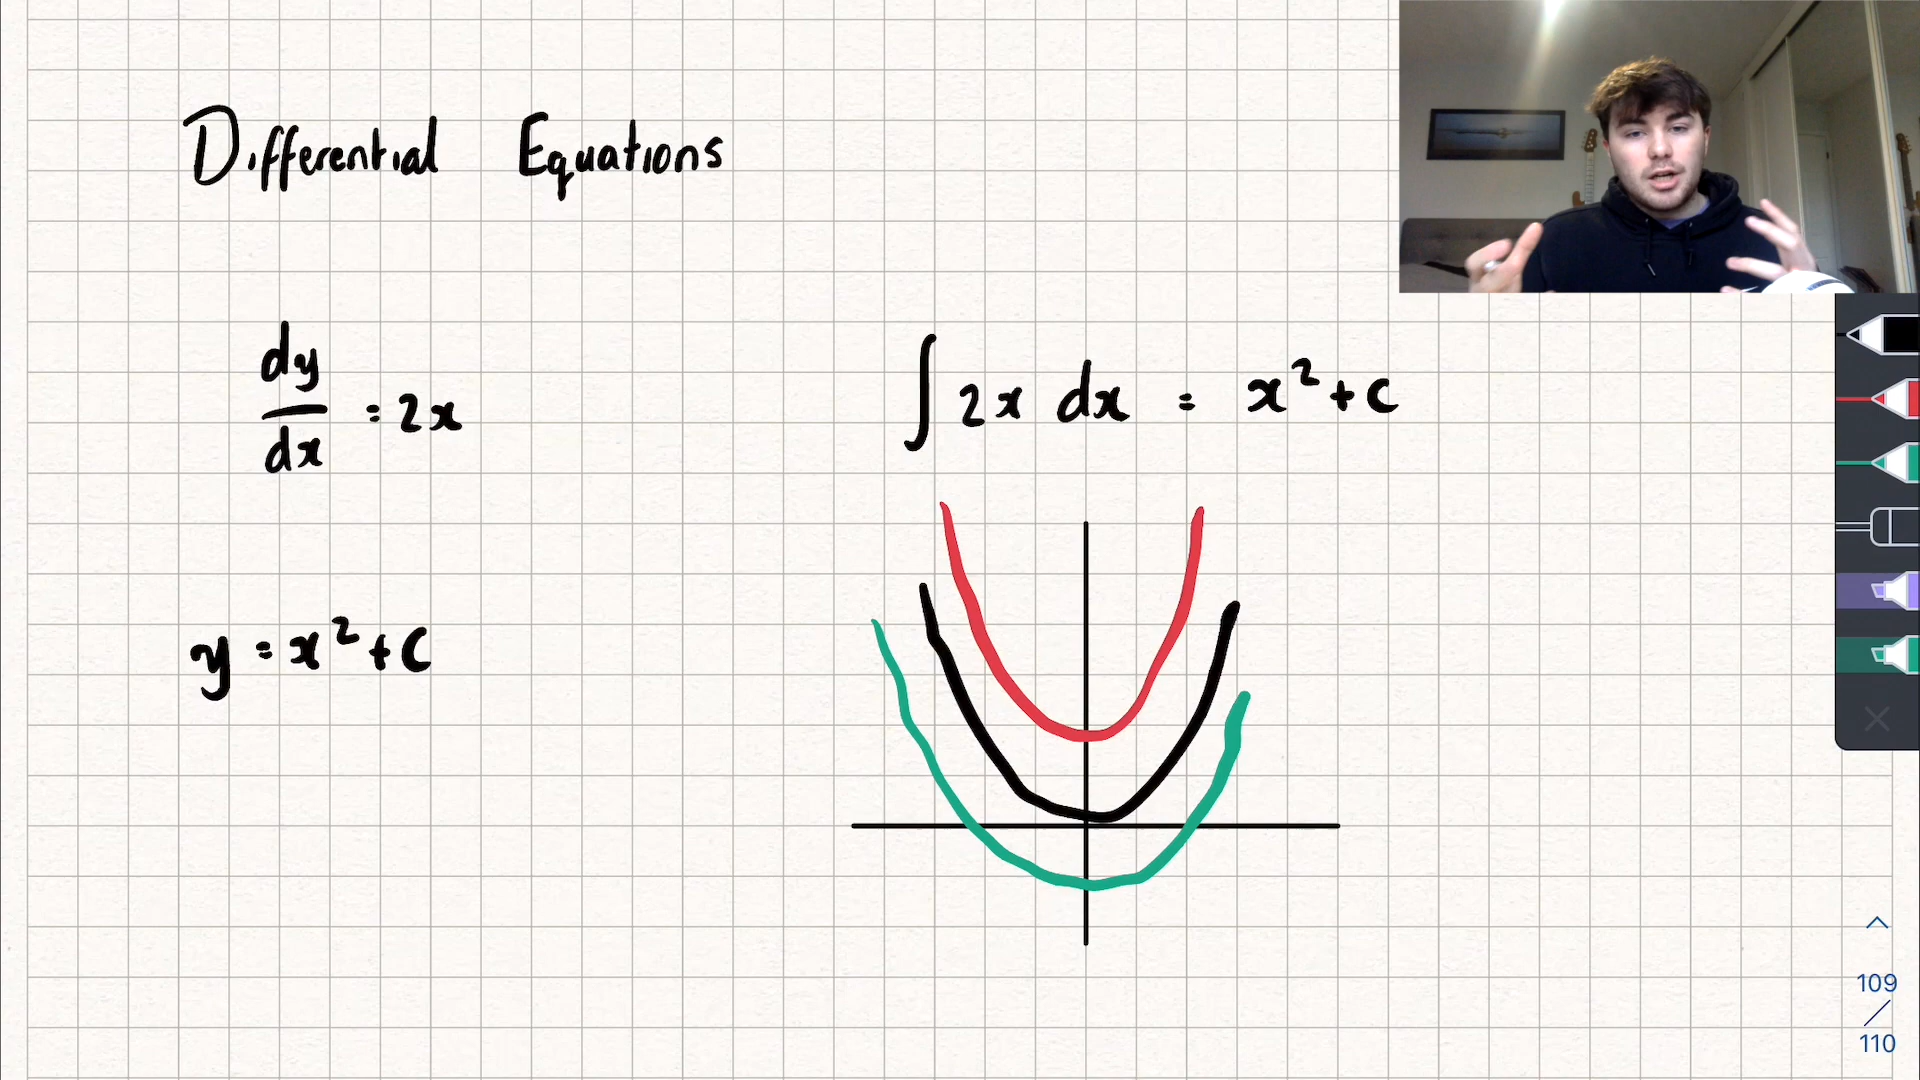 Differential Equations
dy
dx
= 2x
∫ 2x dx = x² + c
y = x² + c
109
/
110